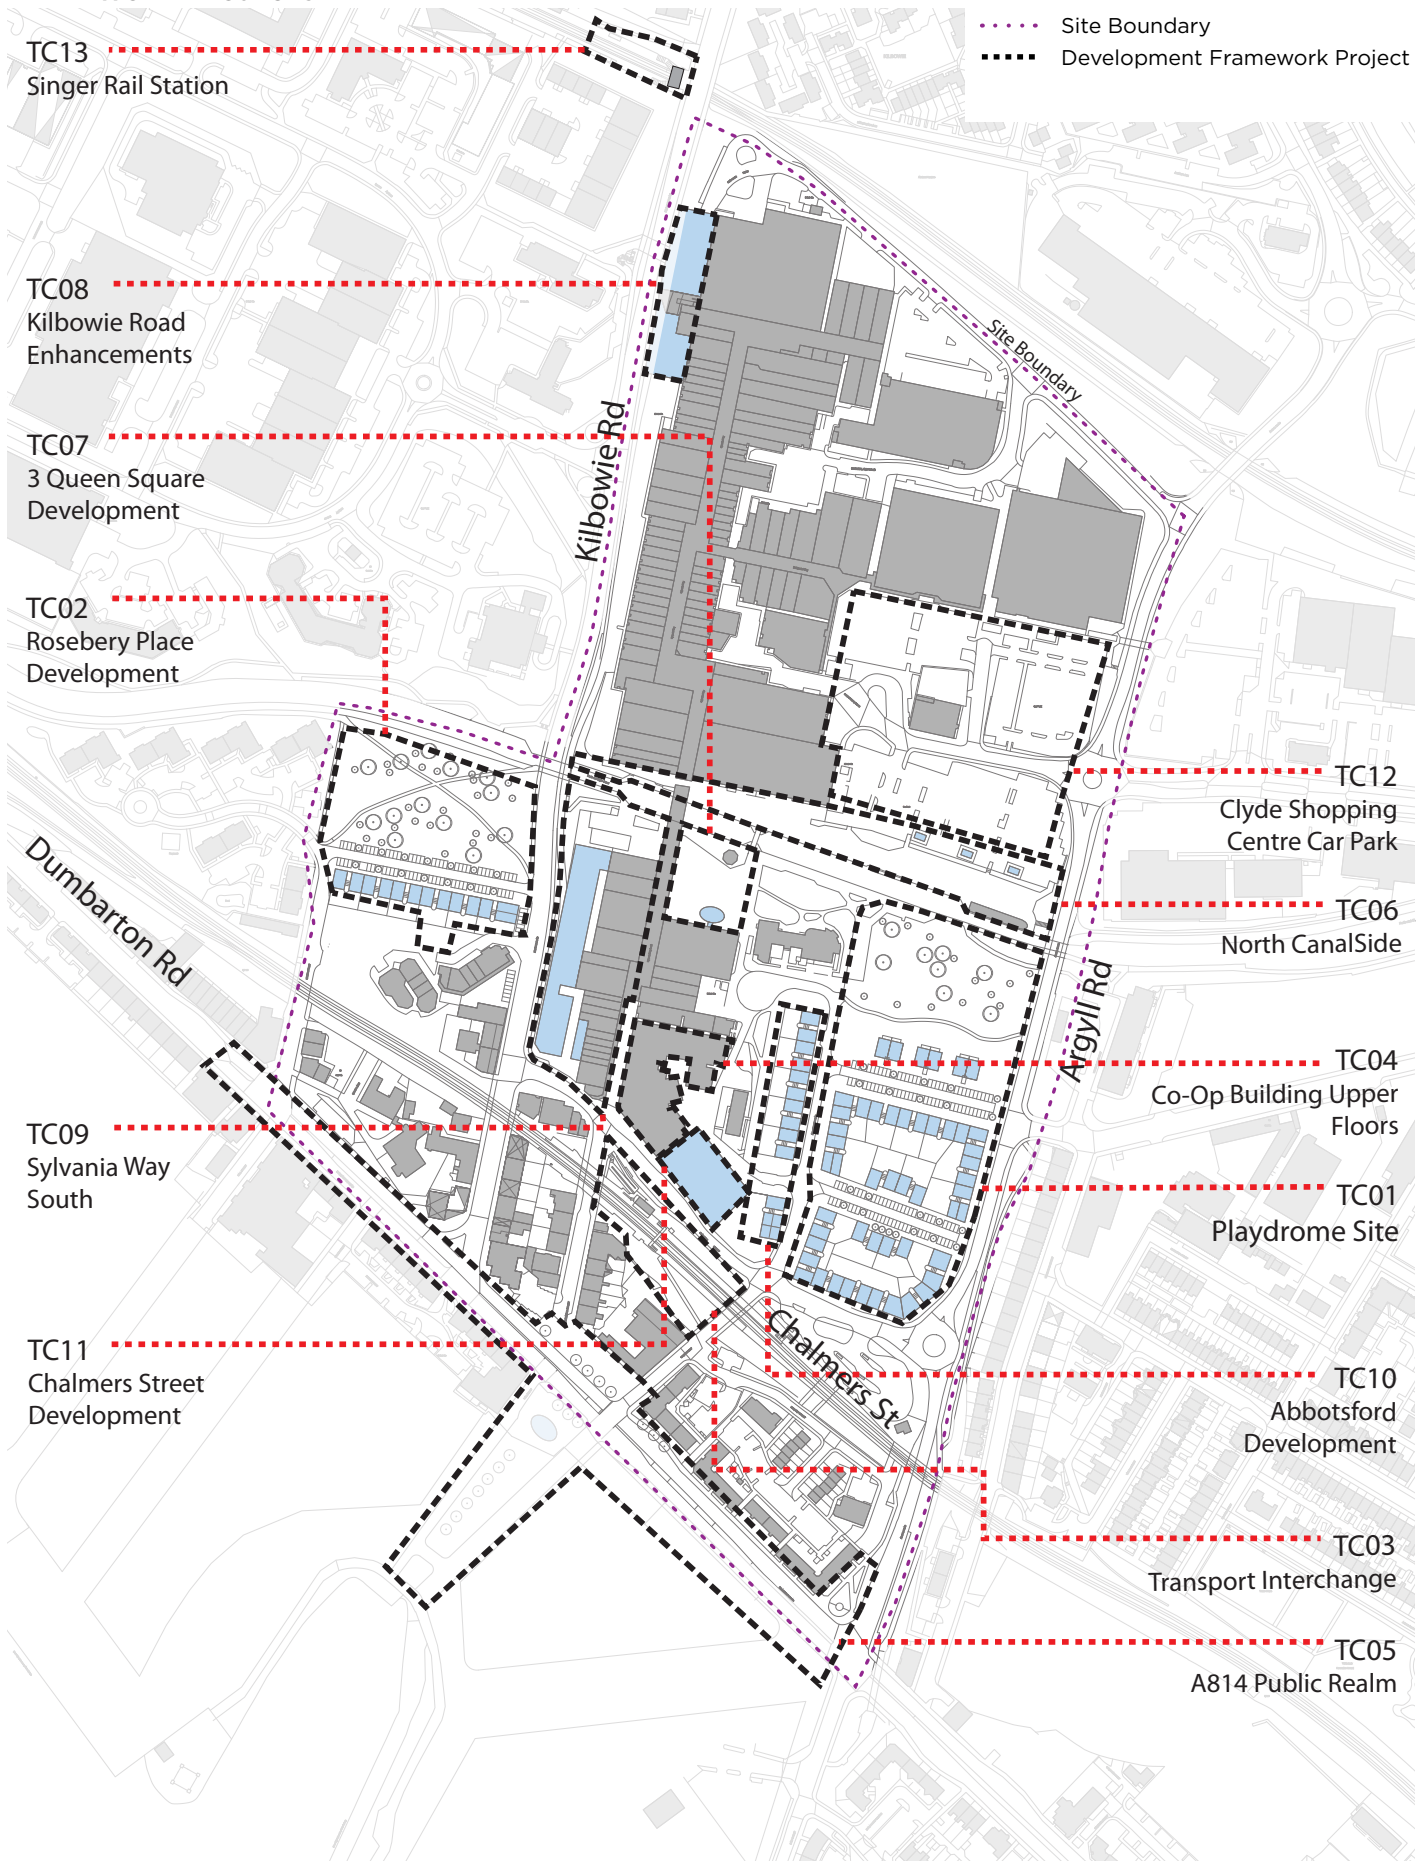 Site Boundary
Development Framework Project
TC13
Singer Rail Station
TC08
Kilbowie Road
Enhancements
Site Boundary
Kilbowie Rd
TC07
3 Queen Square
Development
TC02
Rosebery Place
Development
TC12
Clyde Shopping
Centre Car Park
Dumbarton Rd
TC06
North CanalSide
Argyll Rd
TC04
Co-Op Building Upper
Floors
TC09
Sylvania Way
South
TC01
Playdrome Site
Chalmers St
TC11
Chalmers Street
Development
TC10
Abbotsford
Development
TC03
Transport Interchange
TC05
A814 Public Realm